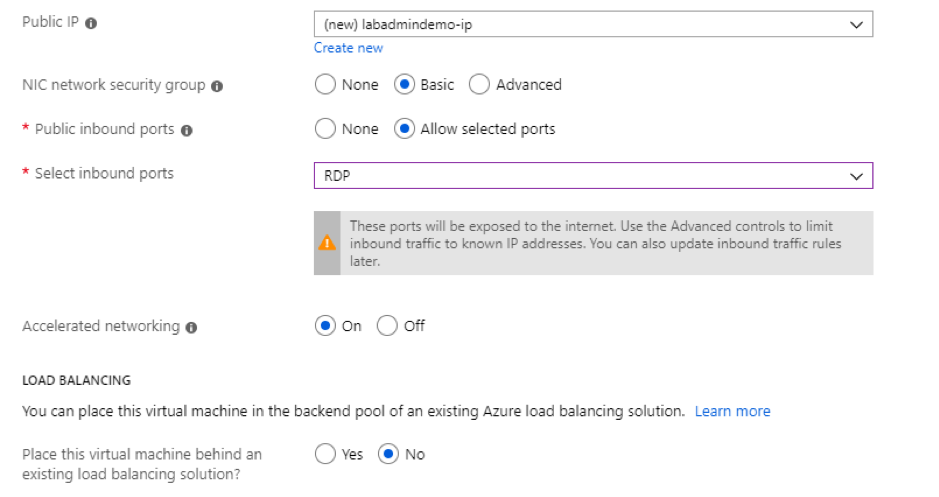 Public IP
(new) labadmindemo-ip
Create new
NIC network security group
None Basic Advanced
* Public inbound ports
None Allow selected ports
* Select inbound ports
RDP
These ports will be exposed to the internet. Use the Advanced controls to limit
inbound traffic to known IP addresses. You can also update inbound traffic rules
later.
Accelerated networking
On Off
LOAD BALANCING
You can place this virtual machine in the backend pool of an existing Azure load balancing solution. Learn more
Place this virtual machine behind an
existing load balancing solution?
Yes No